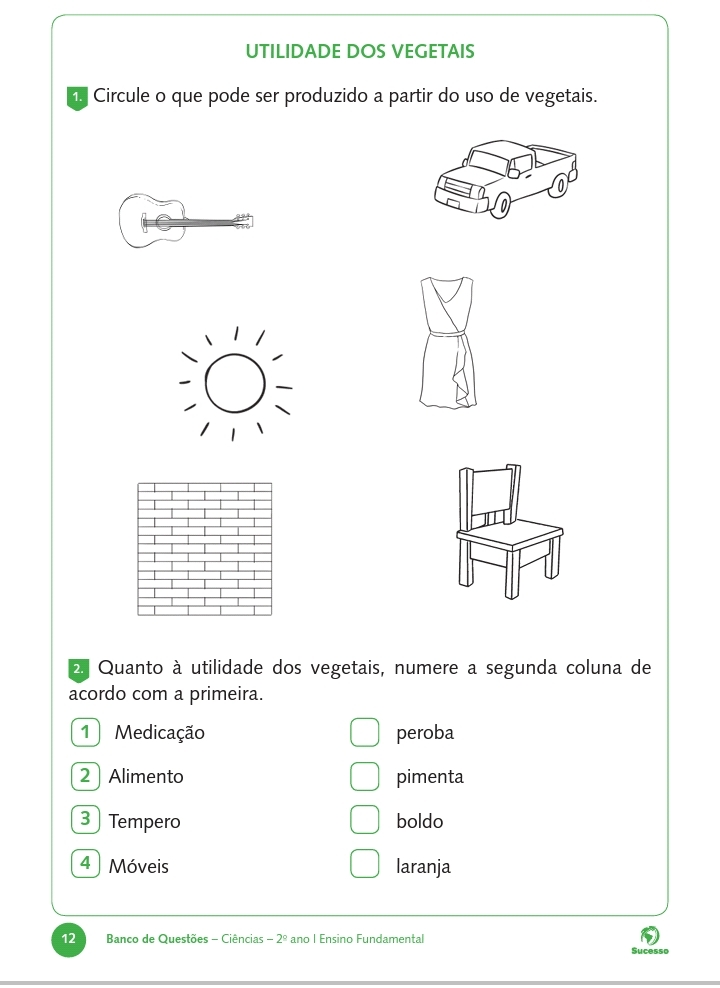 UTILIDADE DOS VEGETAIS
1. Circule o que pode ser produzido a partir do uso de vegetais.
2. Quanto à utilidade dos vegetais, numere a segunda coluna de
acordo com a primeira.
1 Medicação
peroba
2 Alimento
pimenta
3 Tempero
boldo
4 Móveis
laranja
12 Banco de Questões – Ciências – 2º ano I Ensino Fundamental
Sucesso